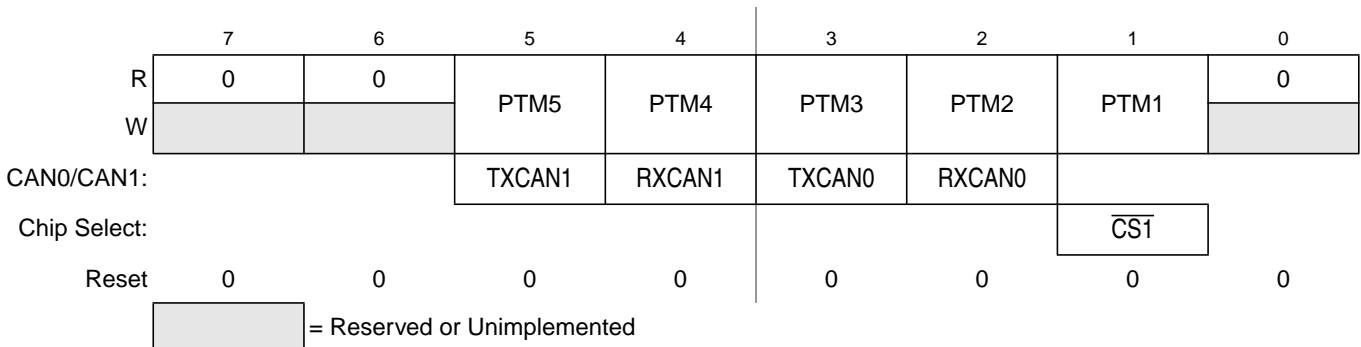 7 6 5 4 3 2 1 0
R 0 0 PTM5 PTM4 PTM3 PTM2 PTM1 0
W
CAN0/CAN1: TXCAN1 RXCAN1 TXCAN0 RXCAN0
Chip Select: C̅S̅1̅
Reset 0 0 0 0 0 0 0 0
= Reserved or Unimplemented